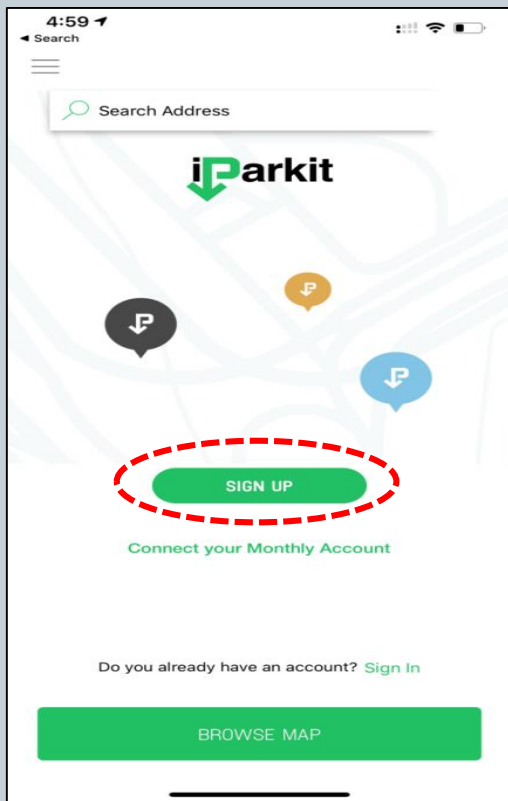 4:59
◄ Search
Search Address
iParkit
SIGN UP
Connect your Monthly Account
Do you already have an account? Sign In
BROWSE MAP